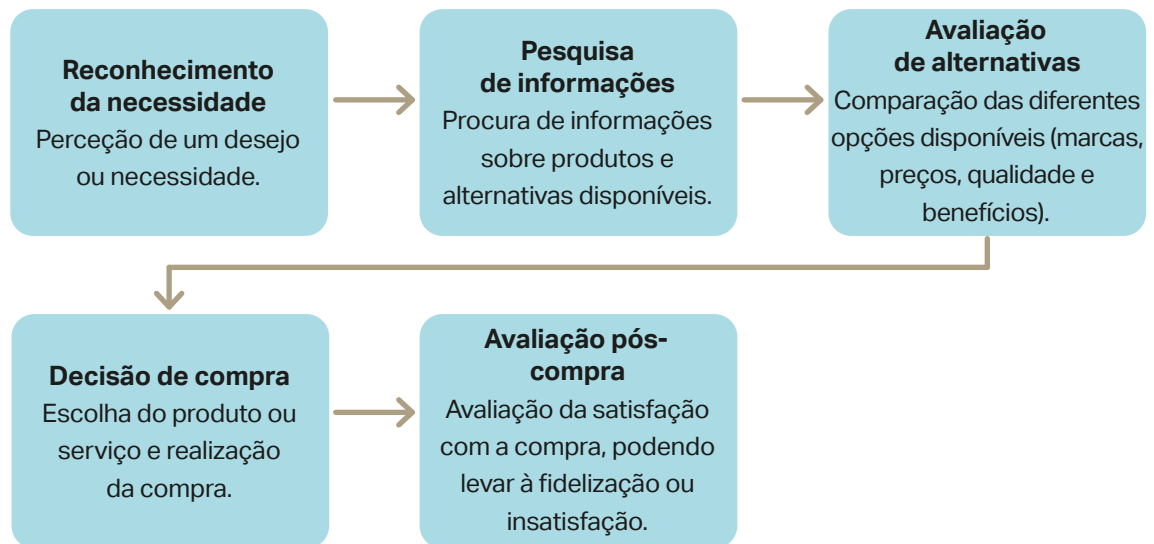 Reconhecimento
da necessidade
Perceção de um desejo
ou necessidade.
Pesquisa
de informações
Procura de informações
sobre produtos e
alternativas disponíveis.
Avaliação
de alternativas
Comparação das diferentes
opções disponíveis (marcas,
preços, qualidade e
benefícios).
Decisão de compra
Escolha do produto ou
serviço e realização
da compra.
Avaliação pós-
compra
Avaliação da satisfação
com a compra, podendo
levar à fidelização ou
insatisfação.